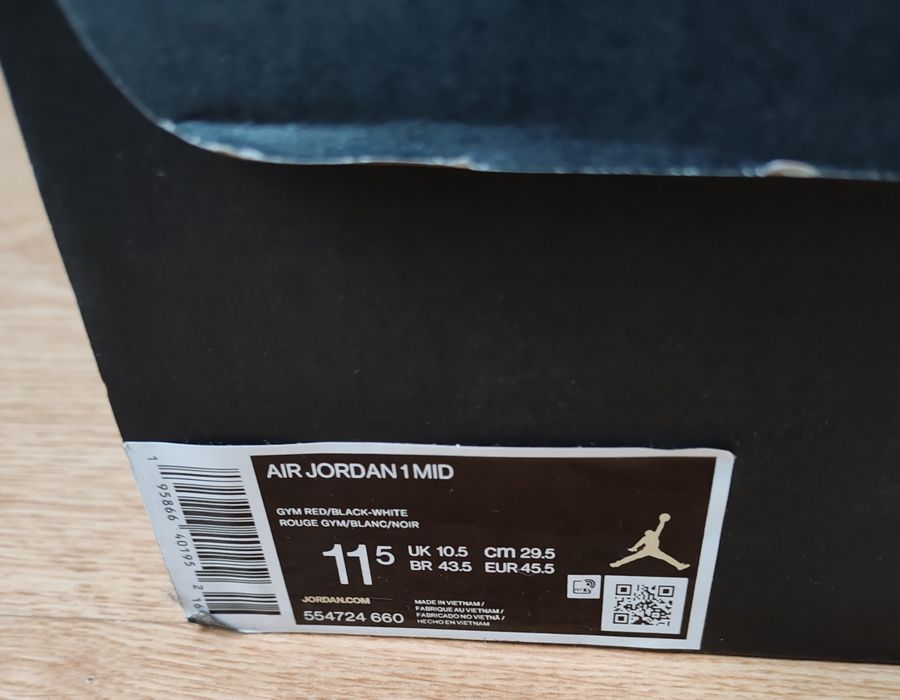 AIR JORDAN 1 MID
GYM RED/BLACK-WHITE
ROUGE GYM/BLANC/NOIR
11 5
UK 10.5 cm 29.5
BR 43.5 EUR 45.5
JORDAN.COM
554724 660
MADE IN VIETNAM /
FABRIQUE AU VIETNAM /
FABRICADO NO VIETNÃ /
HECHO EN VIETNAM
1 95866 40195 2